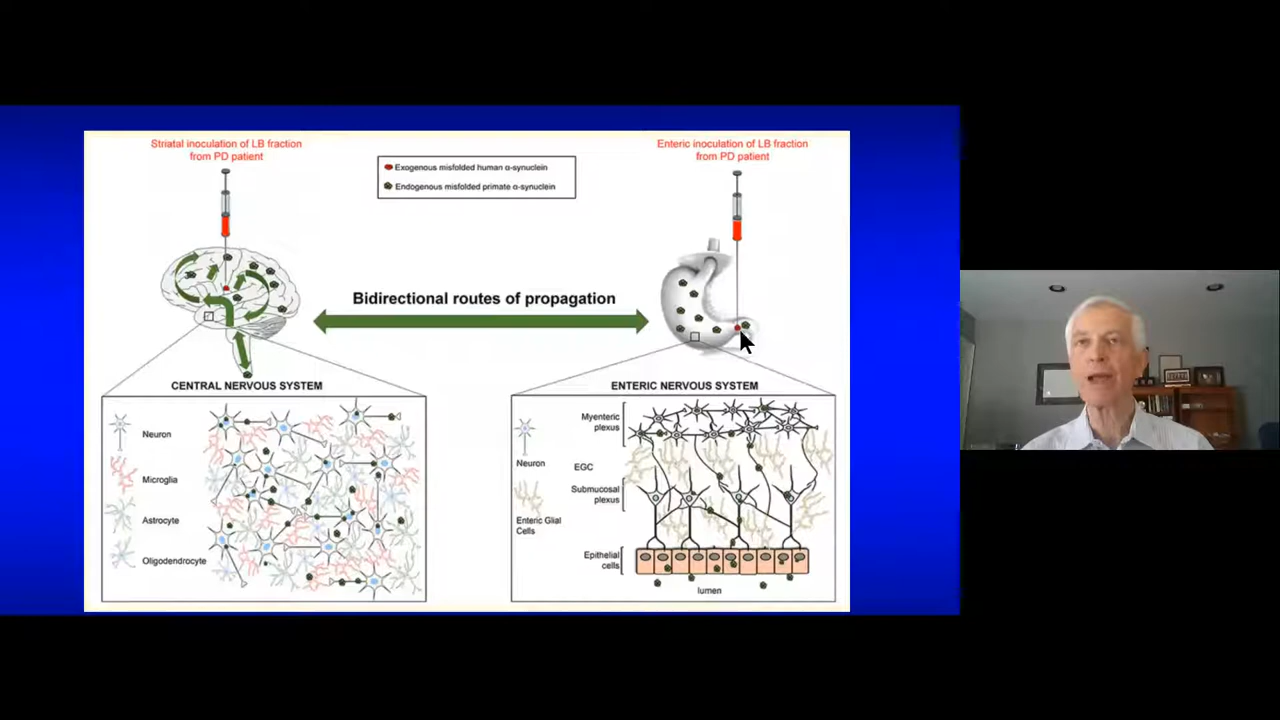 Striatal inoculation of LB fraction
from PD patient
Exogenous misfolded human α-synuclein
Endogenous misfolded primate α-synuclein
Enteric inoculation of LB fraction
from PD patient
Bidirectional routes of propagation
CENTRAL NERVOUS SYSTEM
Neuron
Microglia
Astrocyte
Oligodendrocyte
ENTERIC NERVOUS SYSTEM
Myenteric
plexus
Neuron
EGC
Submucosal
plexus
Enteric Glial
Cells
Epithelial
cells
lumen